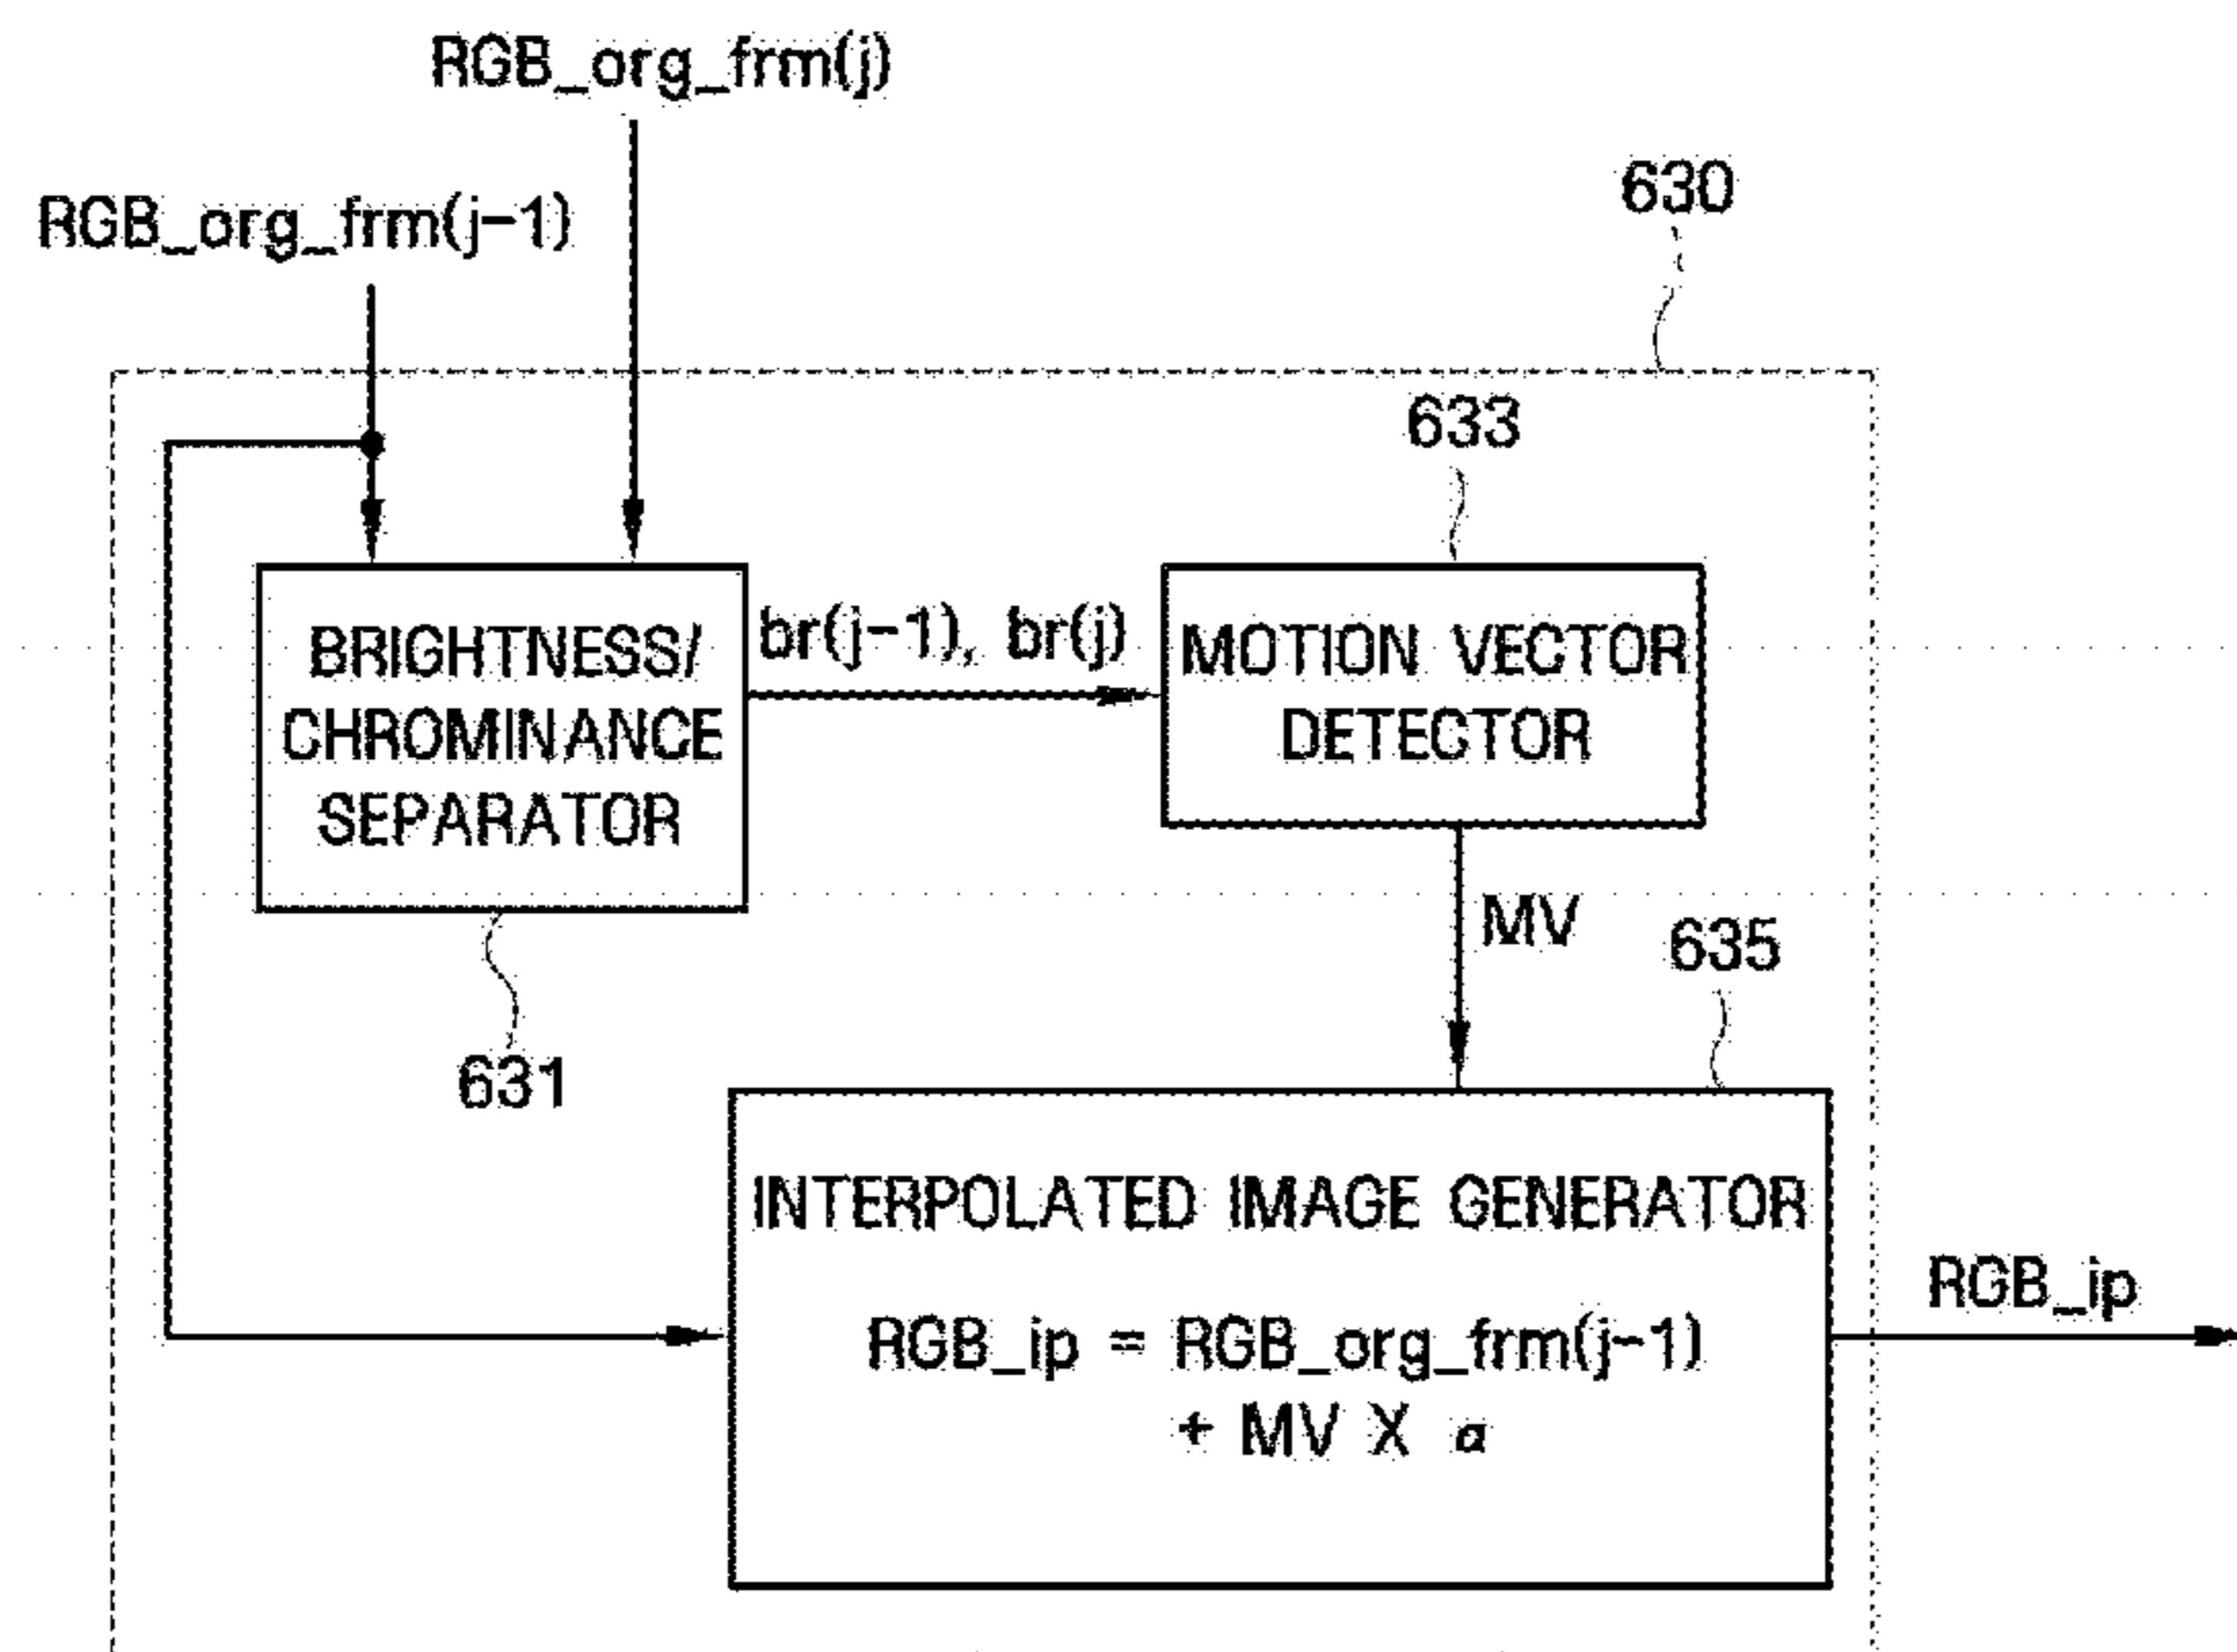 RGB_org_frm(j)
RGB_org_frm(j-1)
630
633
BRIGHTNESS/
CHROMINANCE
SEPARATOR
br(j-1), br(j)
MOTION VECTOR
DETECTOR
MV
635
631
INTERPOLATED IMAGE GENERATOR
RGB_ip = RGB_org_frm(j-1)
+ MV X α
RGB_ip